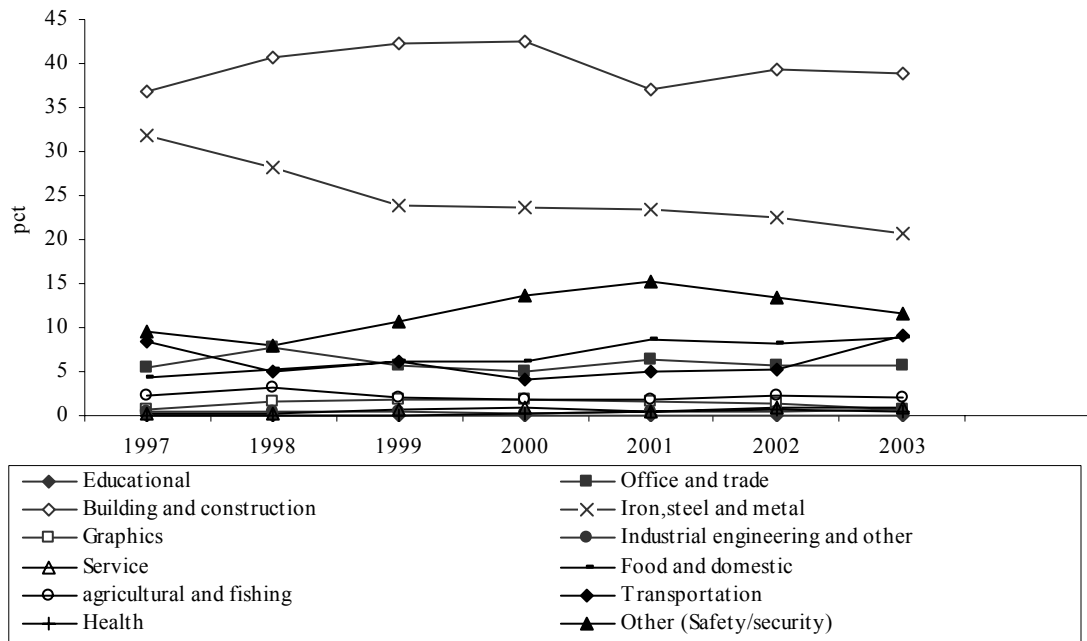 45
40
35
30
25
20
15
10
5
0
pct
1997 1998 1999 2000 2001 2002 2003
Educational Office and trade
Building and construction Iron,steel and metal
Graphics Industrial engineering and other
Service Food and domestic
agricultural and fishing Transportation
Health Other (Safety/security)